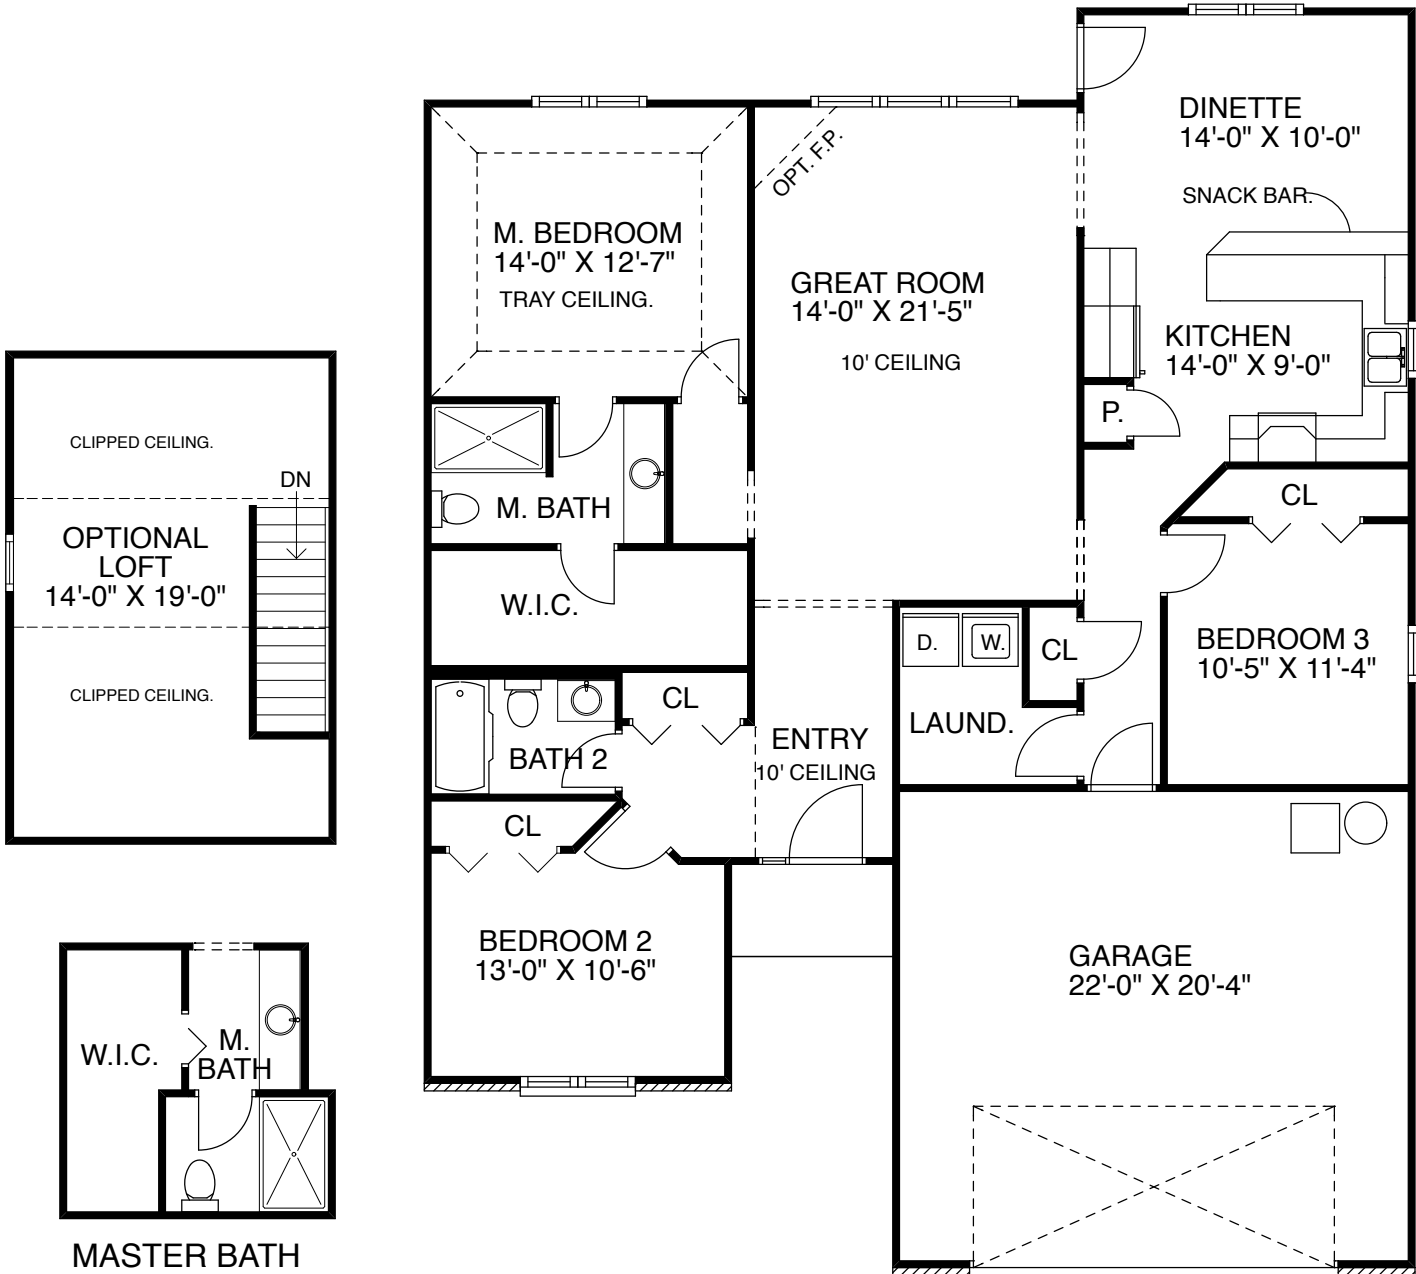 DINETTE
14'-0" X 10'-0"
SNACK BAR.
OPT. F.P.
M. BEDROOM
14'-0" X 12'-7"
TRAY CEILING.
GREAT ROOM
14'-0" X 21'-5"
10' CEILING
KITCHEN
14'-0" X 9'-0"
P.
CLIPPED CEILING.
DN
OPTIONAL
LOFT
14'-0" X 19'-0"
CLIPPED CEILING.
M. BATH
CL
W.I.C.
D.
W.
CL
BEDROOM 3
10'-5" X 11'-4"
CL
LAUND.
ENTRY
10' CEILING
BATH 2
CL
BEDROOM 2
13'-0" X 10'-6"
GARAGE
22'-0" X 20'-4"
W.I.C.
M.
BATH
MASTER BATH